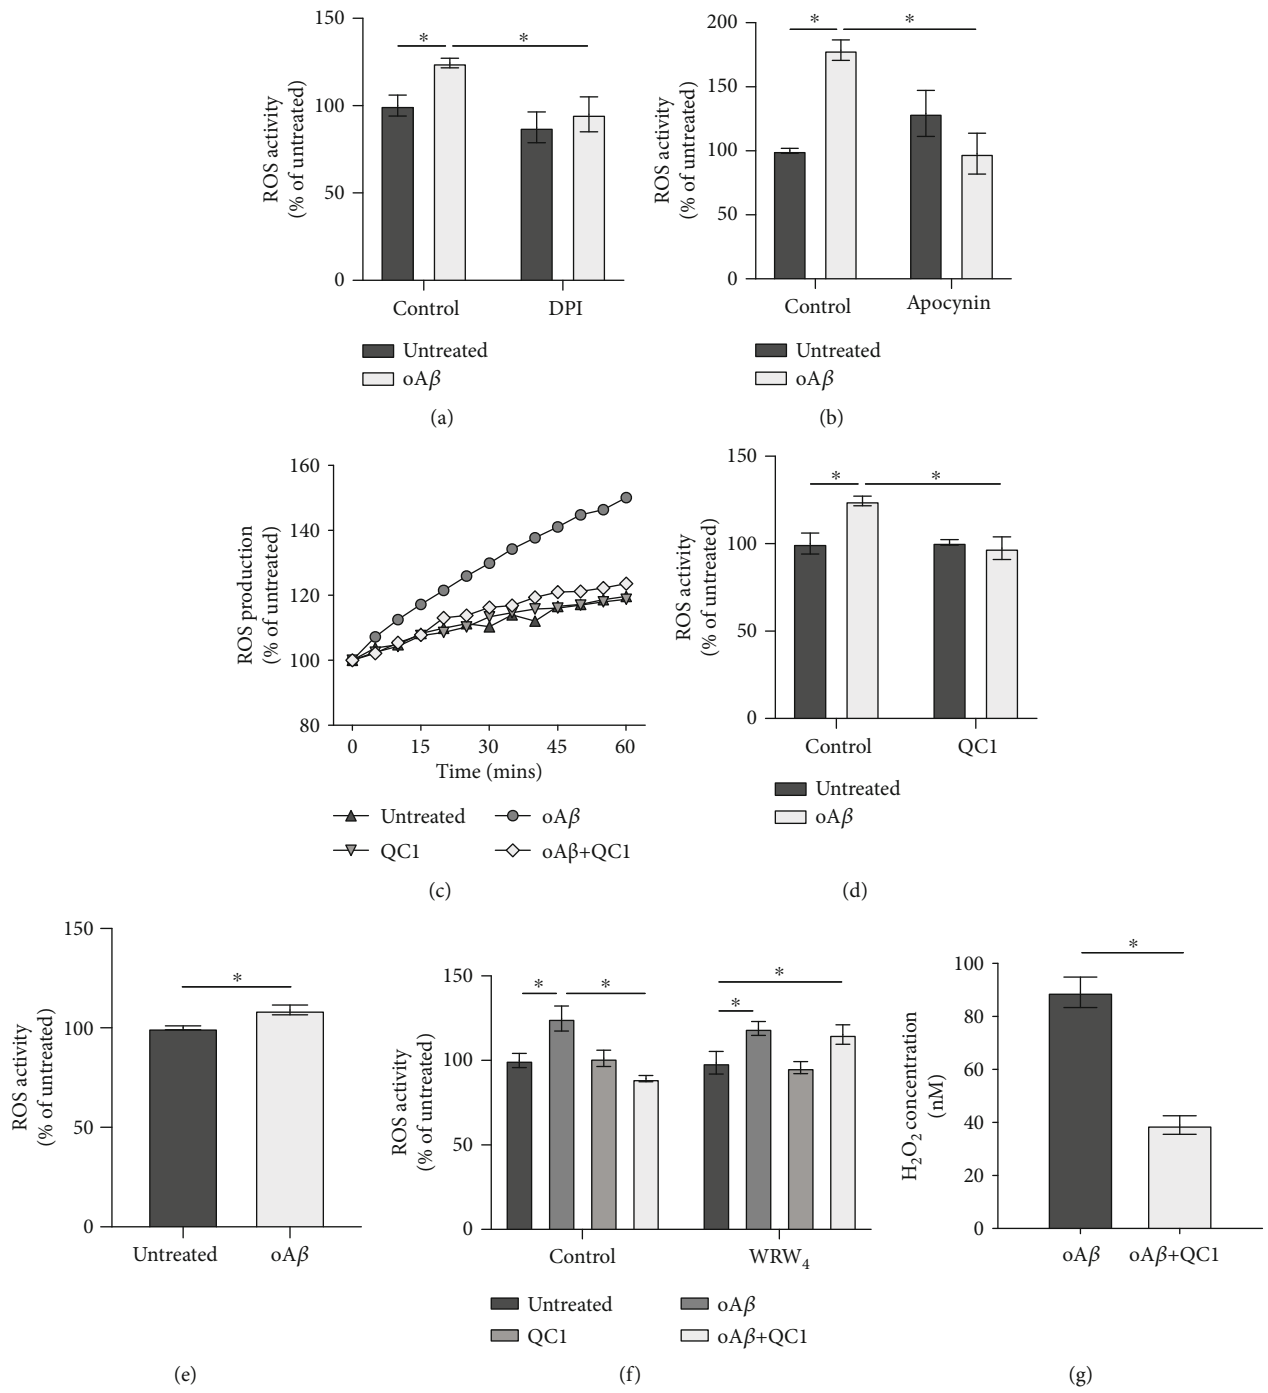 150
100
50
0
ROS activity
(% of untreated)
*
*
Control
DPI
Untreated
oAβ
(a)
200
150
100
50
0
ROS activity
(% of untreated)
*
*
Control
Apocynin
Untreated
oAβ
(b)
160
140
120
100
80
ROS production
(% of untreated)
0 15 30 45 60
Time (mins)
Untreated
oAβ
QC1
oAβ+QC1
(c)
150
100
50
0
ROS activity
(% of untreated)
*
*
Control
QC1
Untreated
oAβ
(d)
150
100
50
0
ROS activity
(% of untreated)
*
Untreated
oAβ
(e)
150
100
50
0
ROS activity
(% of untreated)
*
*
*
*
Control
WRW₄
Untreated
oAβ
QC1
oAβ+QC1
(f)
100
80
60
40
20
0
H₂O₂ concentration
(nM)
*
oAβ
oAβ+QC1
(g)